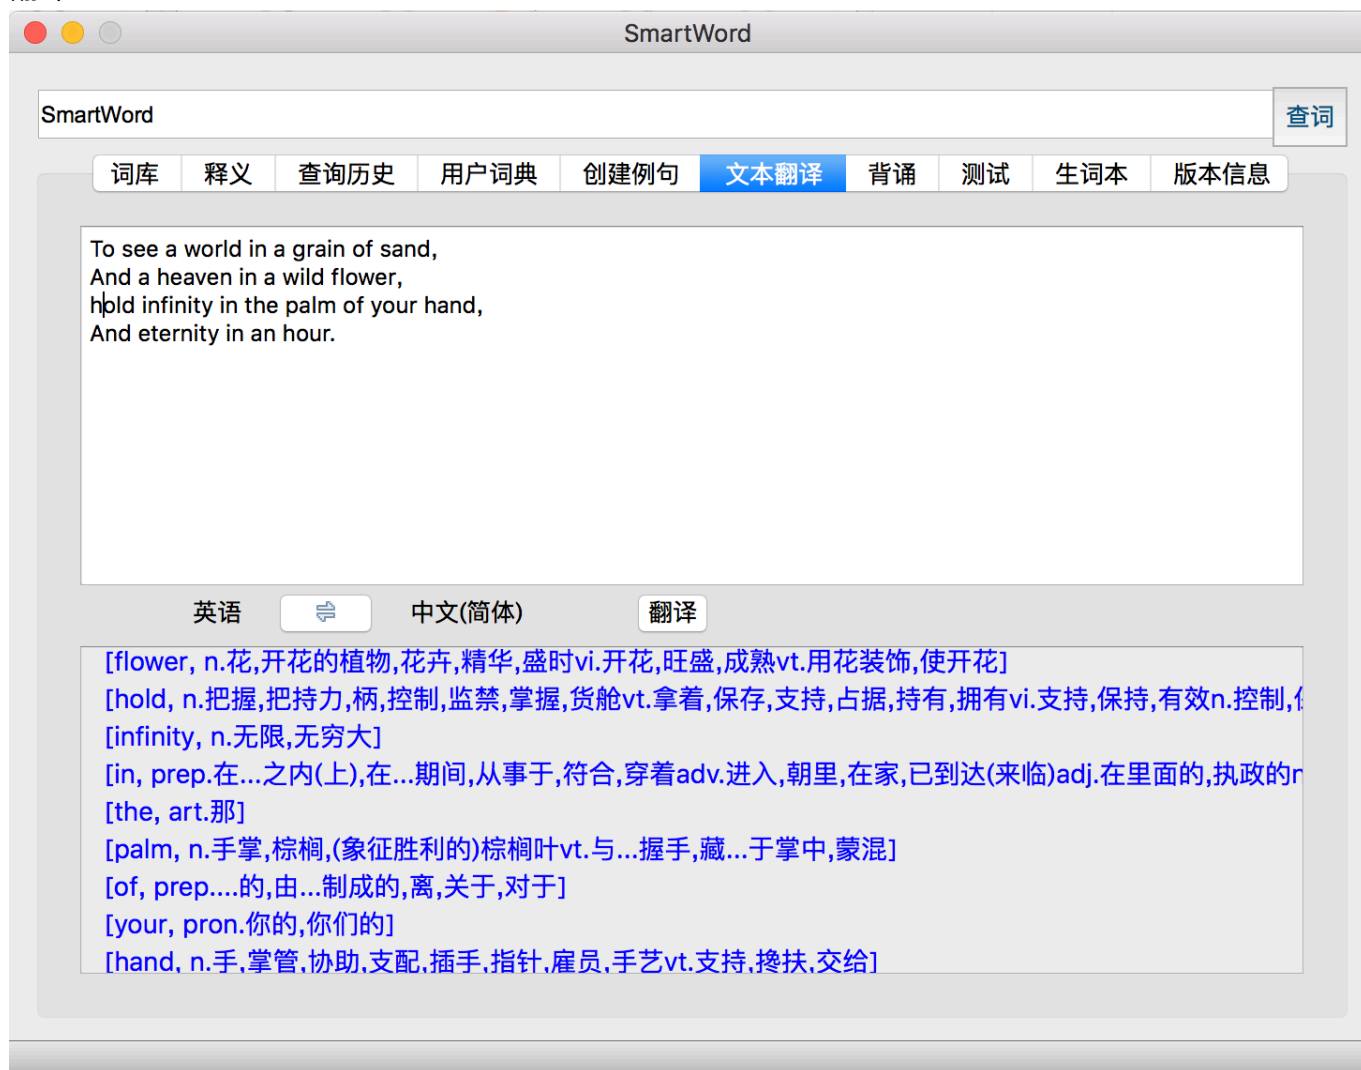 SmartWord
SmartWord
查词
词库 释义 查询历史 用户词典 创建例句 文本翻译 背诵 测试 生词本 版本信息
To see a world in a grain of sand,
And a heaven in a wild flower,
hold infinity in the palm of your hand,
And eternity in an hour.
英语 中文(简体) 翻译
[flower, n.花,开花的植物,花卉,精华,盛时vi.开花,旺盛,成熟vt.用花装饰,使开花]
[hold, n.把握,把持力,柄,控制,监禁,掌握,货舱vt.拿着,保存,支持,占据,持有,拥有vi.支持,保持,有效n.控制,
[infinity, n.无限,无穷大]
[in, prep.在...之内(上),在...期间,从事于,符合,穿着adv.进入,朝里,在家,已到达(来临)adj.在里面的,执政的
[the, art.那]
[palm, n.手掌,棕榈,(象征胜利的)棕榈叶vt.与...握手,藏...于掌中,蒙混]
[of, prep....的,由...制成的,离,关于,对于]
[your, pron.你的,你们的]
[hand, n.手,掌管,协助,支配,插手,指针,雇员,手艺vt.支持,搀扶,交给]